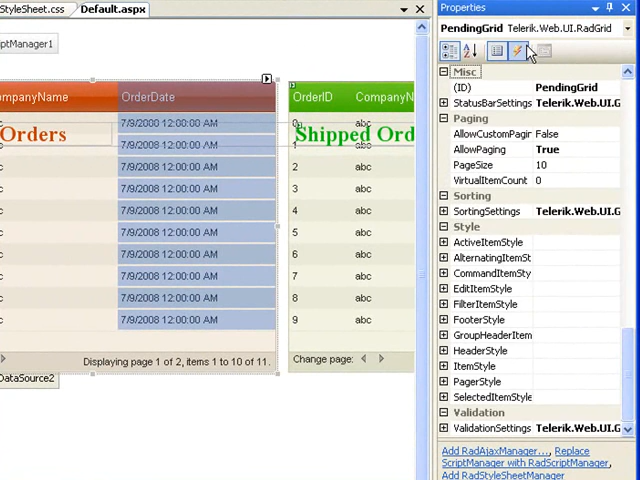 StyleSheet.css
Default.aspx
iptManager1
ompanyName
OrderDate
Orders
7/9/2008 12:00:00 AM
7/9/2008 12:00:00 AM
7/9/2008 12:00:00 AM
7/9/2008 12:00:00 AM
7/9/2008 12:00:00 AM
7/9/2008 12:00:00 AM
7/9/2008 12:00:00 AM
7/9/2008 12:00:00 AM
7/9/2008 12:00:00 AM
7/9/2008 12:00:00 AM
Displaying page 1 of 2, items 1 to 10 of 11.
DataSource2
OrderID CompanyN
Shipped Ord
0 abc
1 abc
2 abc
3 abc
4 abc
5 abc
6 abc
7 abc
8 abc
9 abc
Change page:
Properties
PendingGrid Telerik.Web.UI.RadGrid
Misc
(ID) PendingGrid
StatusBarSettings Telerik.Web.UI.G
Paging
AllowCustomPagir False
AllowPaging True
PageSize 10
VirtualItemCount 0
Sorting
SortingSettings Telerik.Web.UI.G
Style
ActiveItemStyle
AlternatingItemSt
CommandItemSty
EditItemStyle
FilterItemStyle
FooterStyle
GroupHeaderItem
HeaderStyle
ItemStyle
PagerStyle
SelectedItemStyle
Validation
ValidationSettings Telerik.Web.UI.G
Add RadAjaxManager..., Replace
ScriptManager with RadScriptManager,
Add RadStyleSheetManager